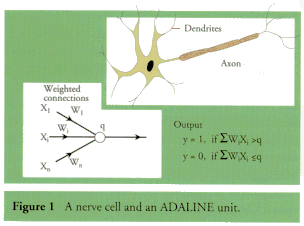 Dendrites
Axon
Weighted
connections
X1 W1
q
Xi Wi
Xn Wn
Output
y = 1, if ΣWiXi >q
y = 0, if ΣWiXi ≤q
Figure 1 A nerve cell and an ADALINE unit.